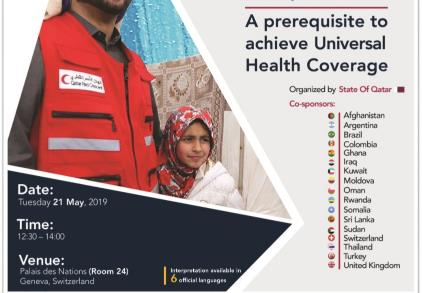 A prerequisite to
achieve Universal
Health Coverage
Organized by State Of Qatar
Co-sponsors:
Afghanistan
Argentina
Brazil
Colombia
Ghana
Iraq
Kuwait
Moldova
Oman
Rwanda
Somalia
Sri Lanka
Sudan
Switzerland
Thailand
Turkey
United Kingdom
Qatar Red Crescent
Date:
Tuesday 21 May, 2019
Time:
12:30 – 14:00
Venue:
Palais des Nations (Room 24)
Geneva, Switzerland
Interpretation available in
6 official languages